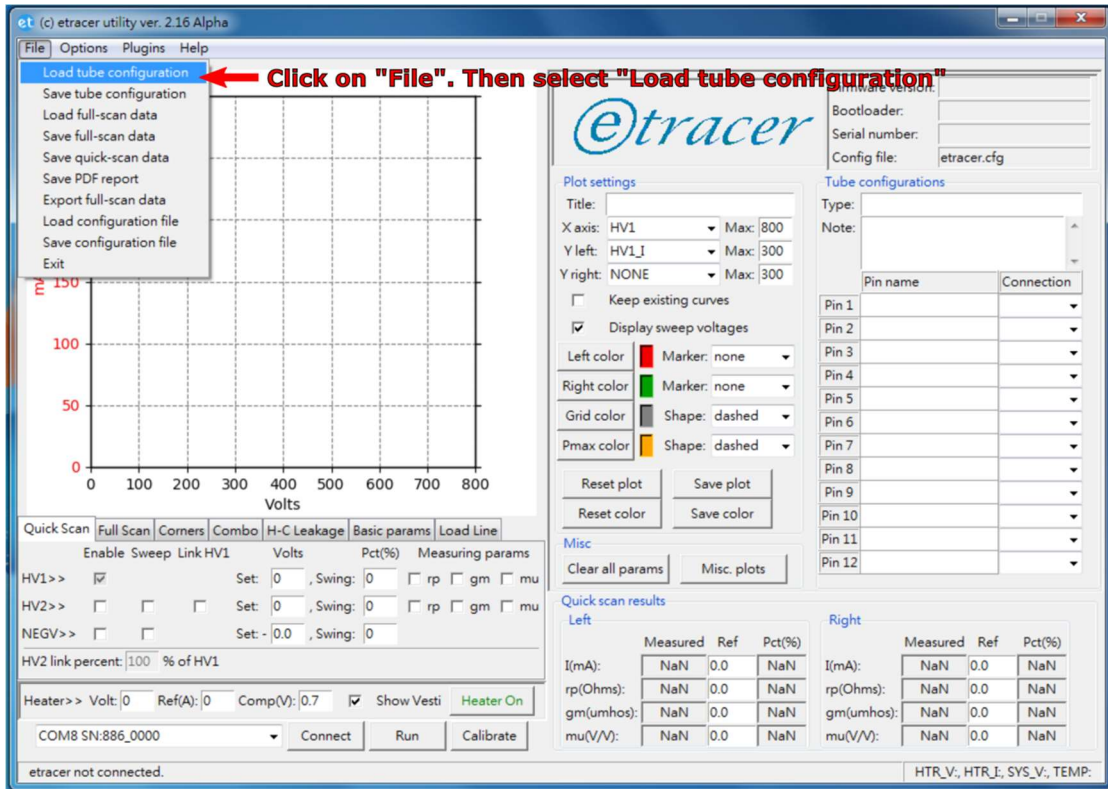 et (c) etracer utility ver. 2.16 Alpha
File Options Plugins Help
Load tube configuration
Click on "File". Then select "Load tube configuration"
Save tube configuration
Load full-scan data
Save full-scan data
Save quick-scan data
Save PDF report
Export full-scan data
Load configuration file
Save configuration file
Exit
150
100
50
0
0 100 200 300 400 500 600 700 800
Volts
etracer
Firmware version:
Bootloader:
Serial number:
Config file: etracer.cfg
Plot settings
Title:
X axis: HV1 Max: 800
Y left: HV1_I Max: 300
Y right: NONE Max: 300
Keep existing curves
Display sweep voltages
Left color Marker: none
Right color Marker: none
Grid color Shape: dashed
Pmax color Shape: dashed
Reset plot Save plot
Reset color Save color
Misc
Clear all params Misc. plots
Tube configurations
Type:
Note:
Pin name Connection
Pin 1
Pin 2
Pin 3
Pin 4
Pin 5
Pin 6
Pin 7
Pin 8
Pin 9
Pin 10
Pin 11
Pin 12
Quick Scan Full Scan Corners Combo H-C Leakage Basic params Load Line
Enable Sweep Link HV1 Volts Pct(%) Measuring params
HV1>> Set: 0 , Swing: 0 rp gm mu
HV2>> Set: 0 , Swing: 0 rp gm mu
NEGV>> Set: - 0.0 , Swing: 0
HV2 link percent: 100 % of HV1
Heater>> Volt: 0 Ref(A): 0 Comp(V): 0.7 Show Vesti Heater On
COM8 SN:886_0000 Connect Run Calibrate
Quick scan results
Left
Measured Ref Pct(%)
I(mA): NaN 0.0 NaN
rp(Ohms): NaN 0.0 NaN
gm(umhos): NaN 0.0 NaN
mu(V/V): NaN 0.0 NaN
Right
Measured Ref Pct(%)
I(mA): NaN 0.0 NaN
rp(Ohms): NaN 0.0 NaN
gm(umhos): NaN 0.0 NaN
mu(V/V): NaN 0.0 NaN
etracer not connected.
HTR_V:, HTR_I:, SYS_V:, TEMP: